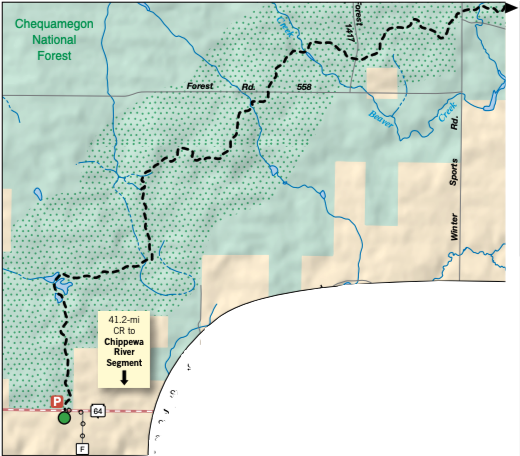 Chequamegon
National
Forest
Creek
Forest
1417
Forest Rd. 558
Beaver
Creek
Winter Sports Rd.
41.2-mi
CR to
Chippewa
River
Segment
P
64
F